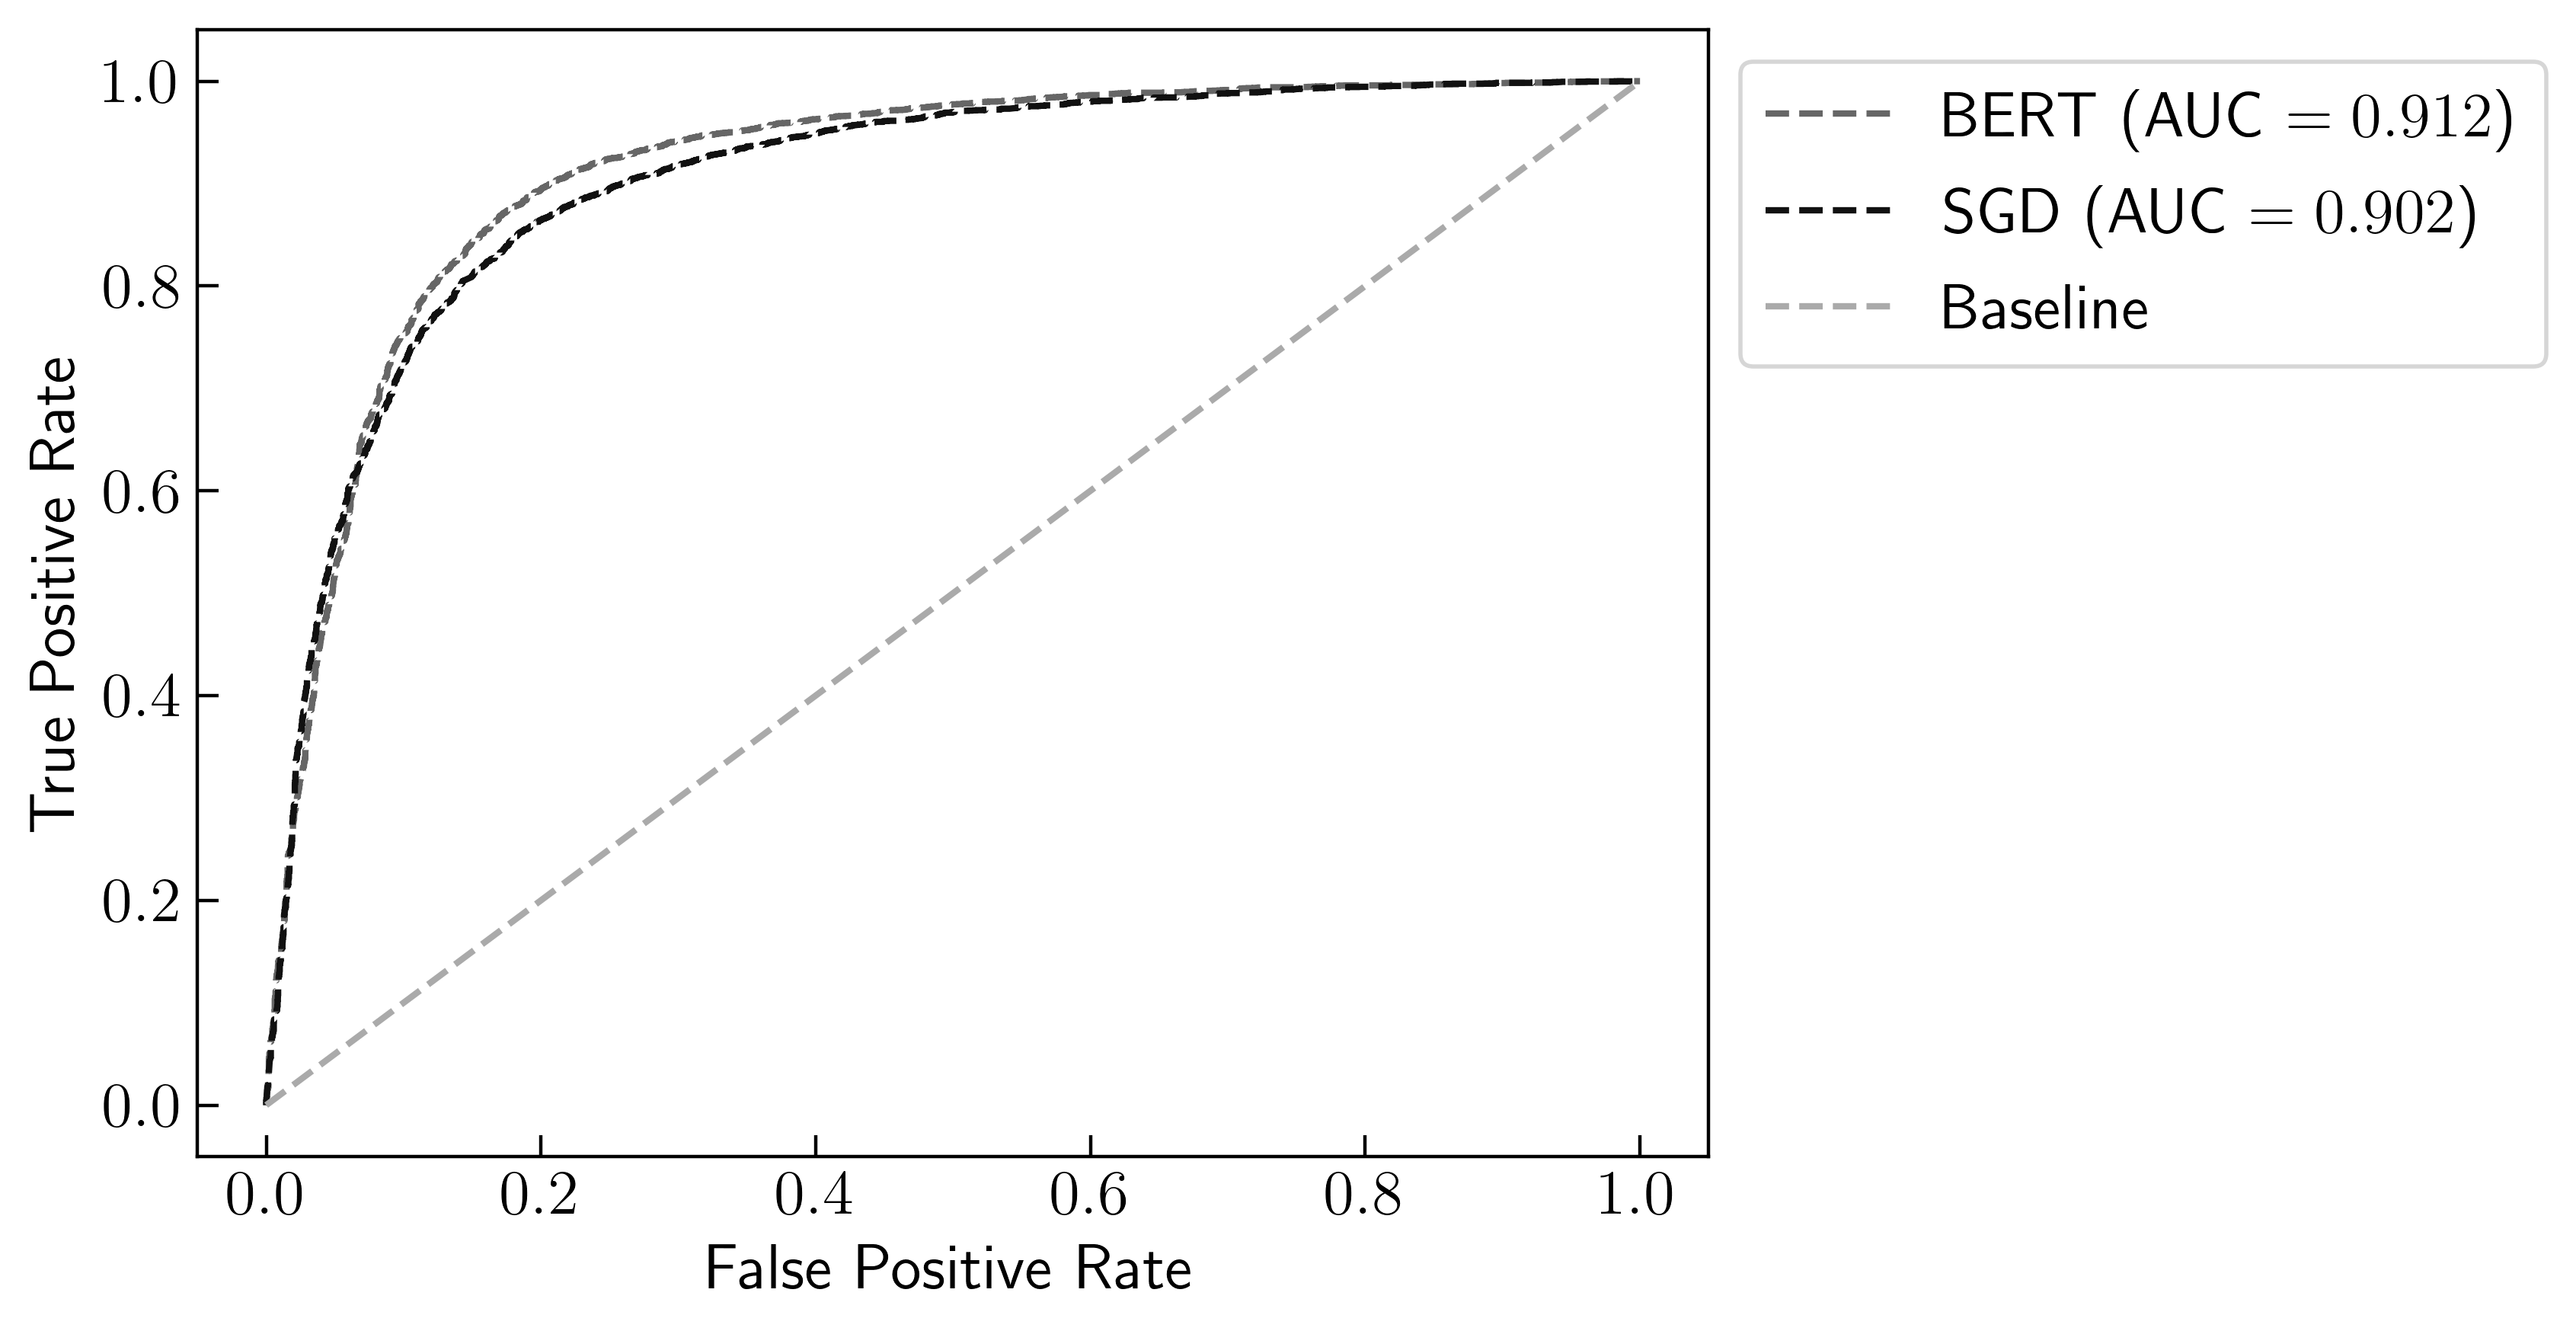 1.0
0.8
0.6
0.4
0.2
0.0
True Positive Rate
0.0 0.2 0.4 0.6 0.8 1.0
False Positive Rate
BERT (AUC = 0.912)
SGD (AUC = 0.902)
Baseline